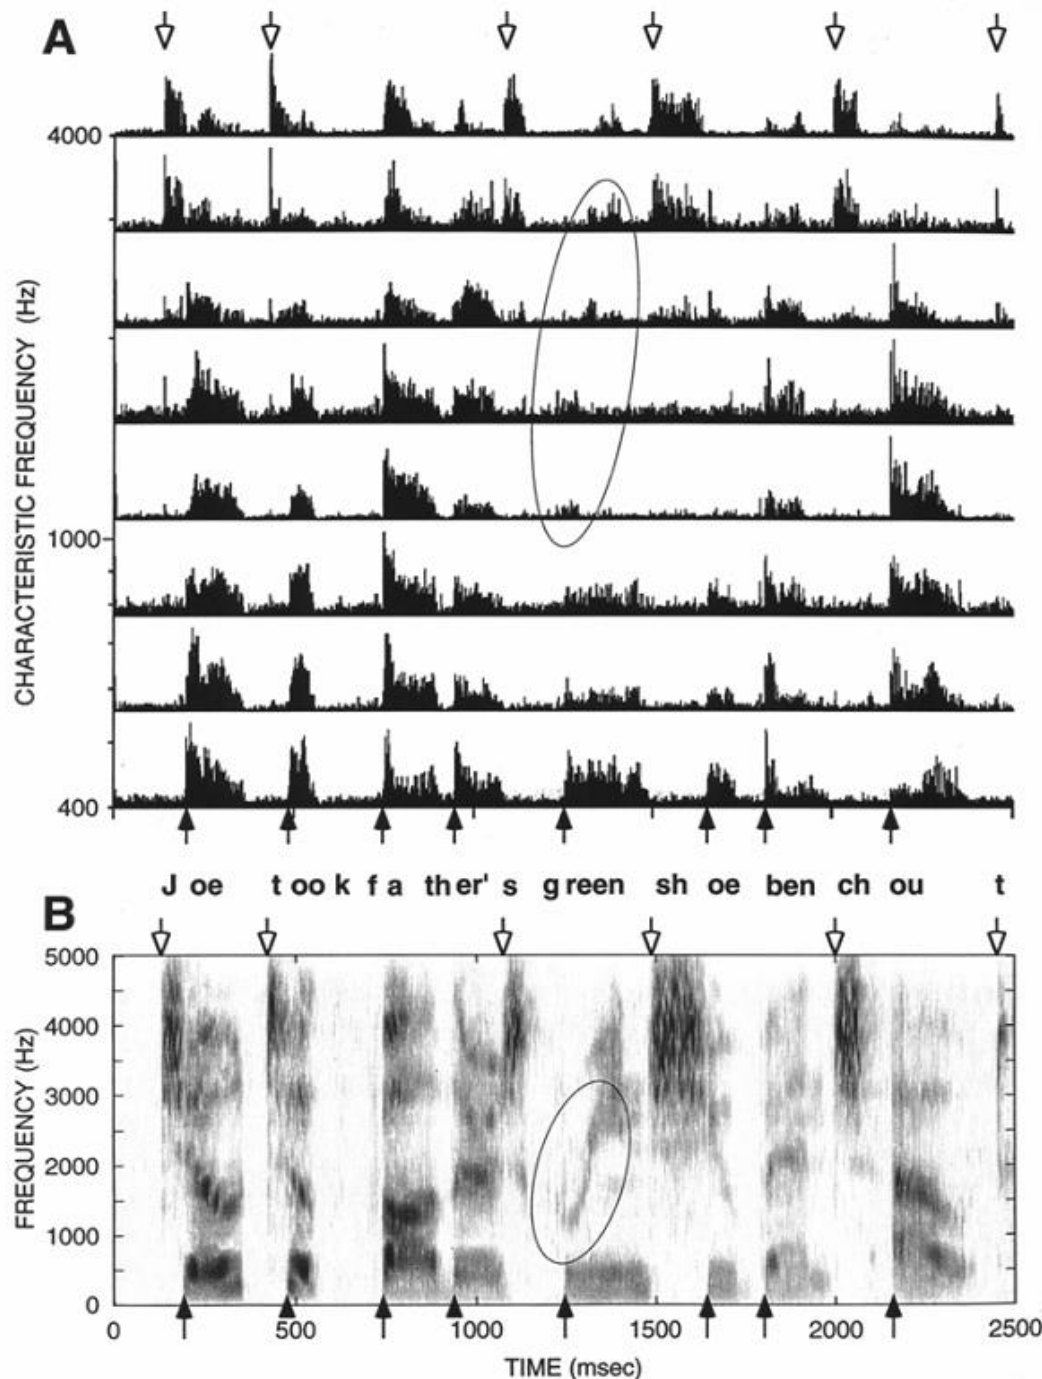 A
4000
CHARACTERISTIC FREQUENCY (Hz)
1000
400
J oe t oo k f a th er' s g reen sh oe ben ch ou t
B
5000
4000
3000
2000
1000
0
FREQUENCY (Hz)
0 500 1000 1500 2000 2500
TIME (msec)